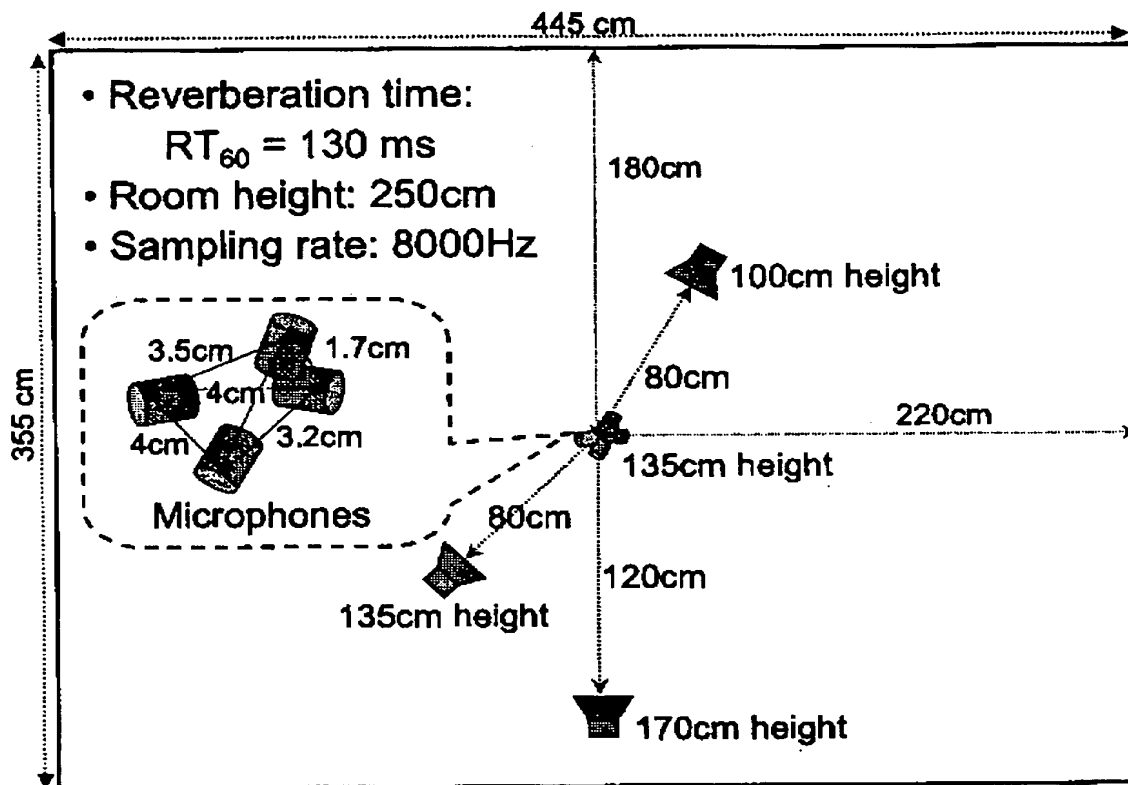 445 cm
355 cm
• Reverberation time:
RT₆₀ = 130 ms
• Room height: 250cm
• Sampling rate: 8000Hz
180cm
100cm height
3.5cm
1.7cm
4cm
4cm
3.2cm
Microphones
80cm
220cm
135cm height
80cm
120cm
135cm height
170cm height